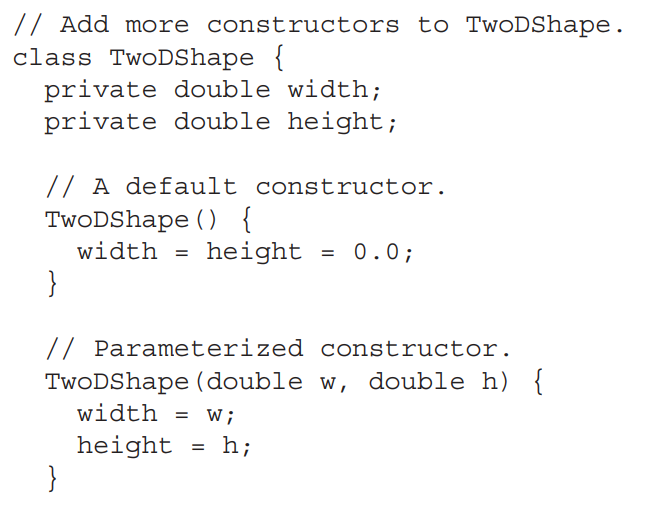 // Add more constructors to TwoDShape.
class TwoDShape {
  private double width;
  private double height;

  // A default constructor.
  TwoDShape() {
    width = height = 0.0;
  }

  // Parameterized constructor.
  TwoDShape(double w, double h) {
    width = w;
    height = h;
  }